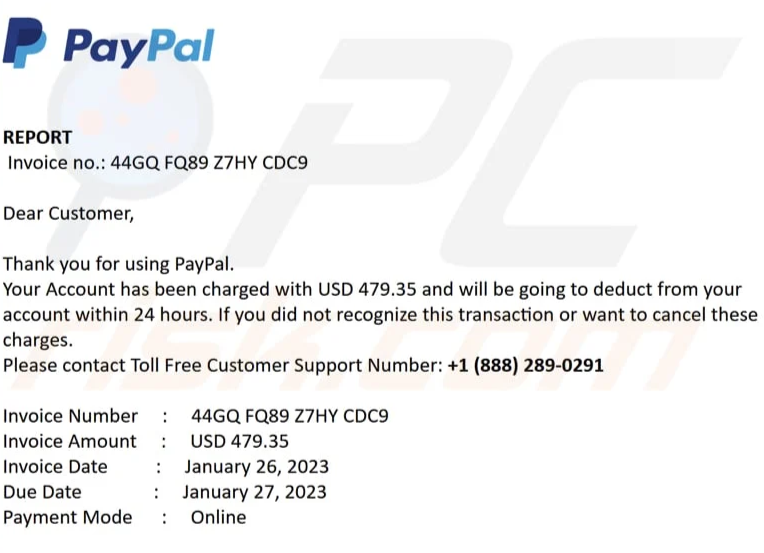 PayPal
REPORT
Invoice no.: 44GQ FQ89 Z7HY CDC9
Dear Customer,
Thank you for using PayPal.
Your Account has been charged with USD 479.35 and will be going to deduct from your
account within 24 hours. If you did not recognize this transaction or want to cancel these
charges.
Please contact Toll Free Customer Support Number: +1 (888) 289-0291
Invoice Number : 44GQ FQ89 Z7HY CDC9
Invoice Amount : USD 479.35
Invoice Date : January 26, 2023
Due Date : January 27, 2023
Payment Mode : Online
PC
risk.com